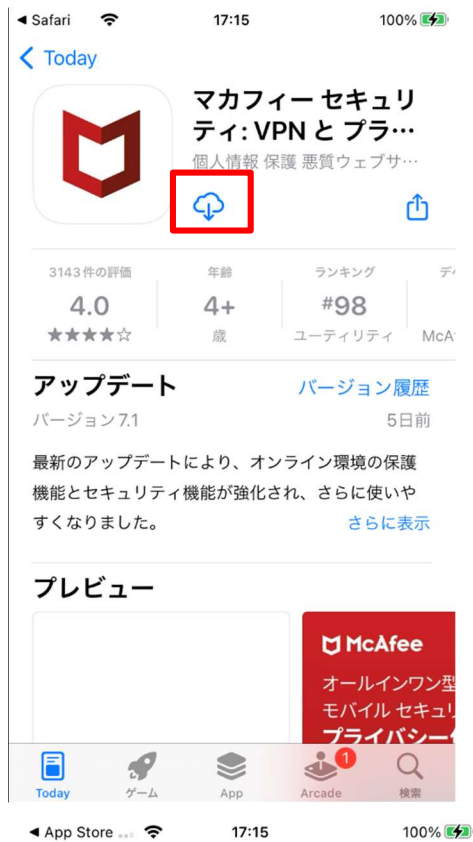 ◀ Safari 17:15 100%
Today
マカフィー セキュリ
ティ: VPN と プラ…
個人情報 保護 悪質ウェブサ…
3143件の評価 年齢 ランキング デベ
4.0 4+ #98
★★★★☆ 歳 ユーティリティ McA
アップデート バージョン履歴
バージョン 7.1 5日前
最新のアップデートにより、オンライン環境の保護
機能とセキュリティ機能が強化され、さらに使いや
すくなりました。 さらに表示
プレビュー
McAfee
オールインワン型
モバイル セキュリ
プライバシー
1
Today ゲーム App Arcade 検索
◀ App Store 17:15 100%